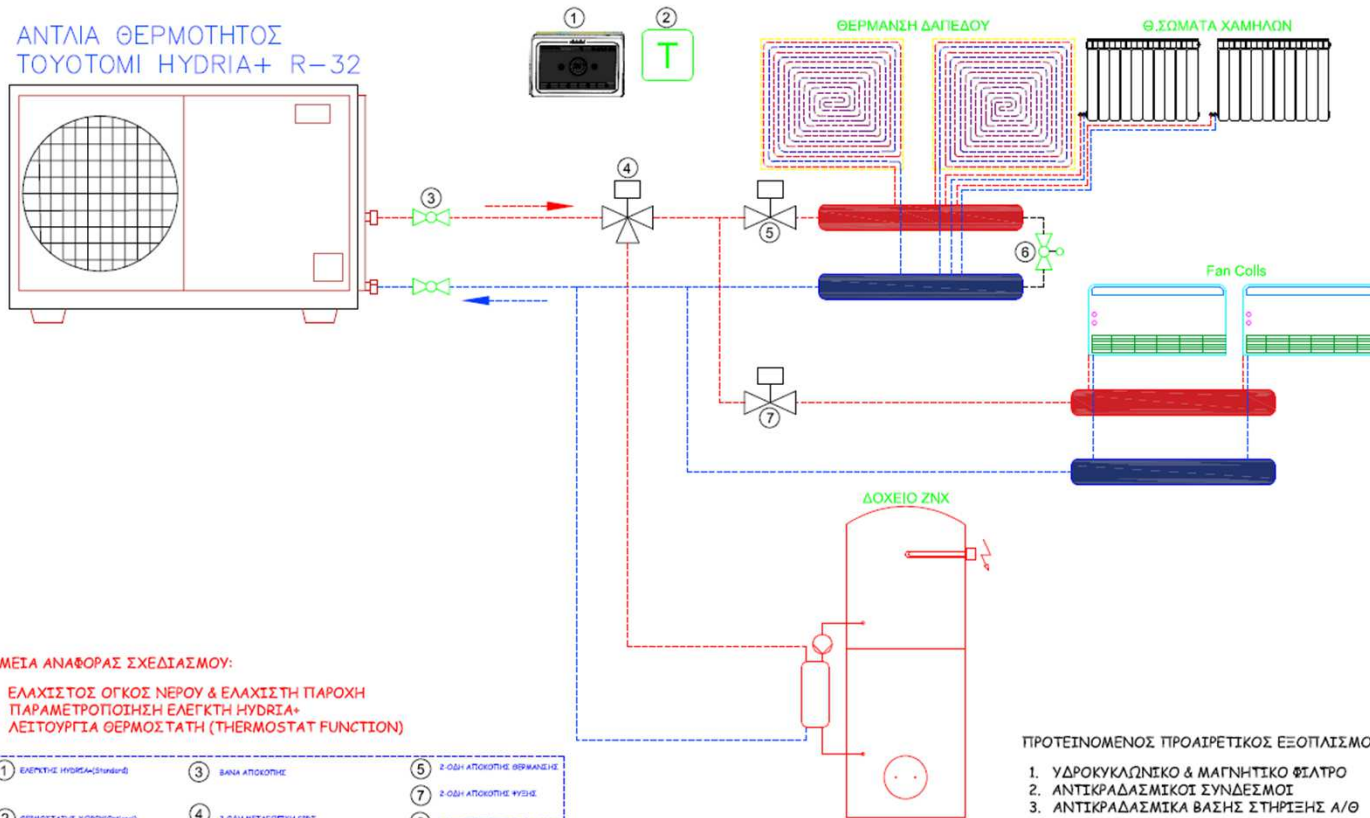 ΑΝΤΛΙΑ ΘΕΡΜΟΤΗΤΟΣ
TOYOTOMI HYDRIA+ R-32
1
2
T
ΘΕΡΜΑΝΣΗ ΔΑΠΕΔΟΥ
Θ.ΣΩΜΑΤΑ ΧΑΜΗΛΩΝ
3
4
5
6
Fan Colls
7
ΔΟΧΕΙΟ ΖΝΧ
ΜΕΙΑ ΑΝΑΦΟΡΑΣ ΣΧΕΔΙΑΣΜΟΥ:
ΕΛΑΧΙΣΤΟΣ ΟΓΚΟΣ ΝΕΡΟΥ & ΕΛΑΧΙΣΤΗ ΠΑΡΟΧΗ
ΠΑΡΑΜΕΤΡΟΠΟΙΗΣΗ ΕΛΕΓΚΤΗ HYDRIA+
ΛΕΙΤΟΥΡΓΙΑ ΘΕΡΜΟΣΤΑΤΗ (THERMOSTAT FUNCTION)
1 ΕΛΕΓΚΤΗΣ HYDRIA+(Standard)
3 ΒΑΝΑ ΑΠΟΚΟΠΗΣ
5 2-ΟΔΗ ΑΠΟΚΟΠΗΣ ΘΕΡΜΑΝΣΗΣ
7 2-ΟΔΗ ΑΠΟΚΟΠΗΣ ΨΥΞΗΣ
ΠΡΟΤΕΙΝΟΜΕΝΟΣ ΠΡΟΑΙΡΕΤΙΚΟΣ ΕΞΟΠΛΙΣΜΟ
1. ΥΔΡΟΚΥΚΛΩΝΙΚΟ & ΜΑΓΝΗΤΙΚΟ ΦΙΛΤΡΟ
2. ΑΝΤΙΚΡΑΔΑΣΜΙΚΟΙ ΣΥΝΔΕΣΜΟΙ
3. ΑΝΤΙΚΡΑΔΑΣΜΙΚΑ ΒΑΣΗΣ ΣΤΗΡΙΞΗΣ Α/Θ